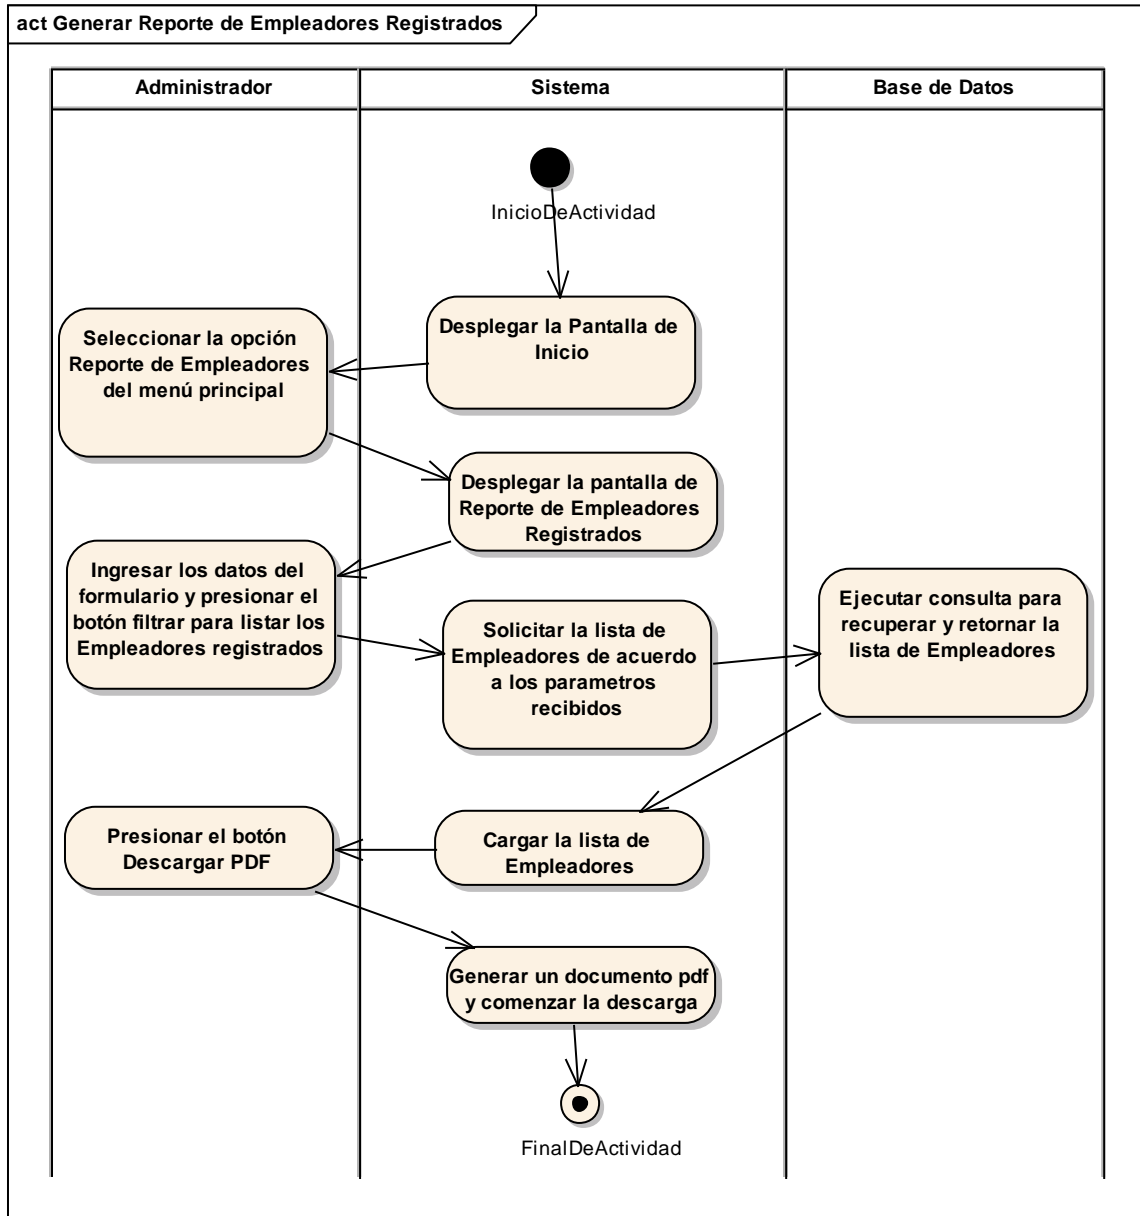 act Generar Reporte de Empleadores Registrados
Administrador
Sistema
Base de Datos
InicioDeActividad
Desplegar la Pantalla de
Inicio
Seleccionar la opción
Reporte de Empleadores
del menú principal
Desplegar la pantalla de
Reporte de Empleadores
Registrados
Ingresar los datos del
formulario y presionar el
botón filtrar para listar los
Empleadores registrados
Solicitar la lista de
Empleadores de acuerdo
a los parametros
recibidos
Ejecutar consulta para
recuperar y retornar la
lista de Empleadores
Cargar la lista de
Empleadores
Presionar el botón
Descargar PDF
Generar un documento pdf
y comenzar la descarga
FinalDeActividad